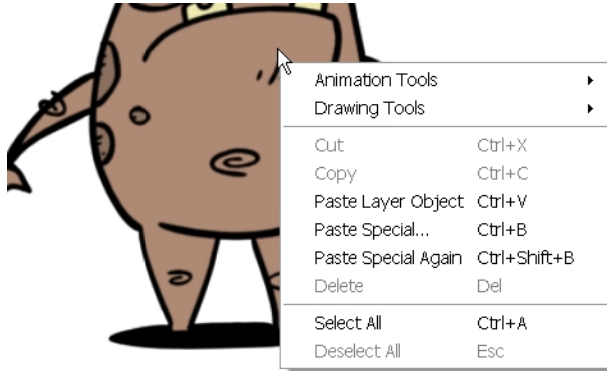 Animation Tools
Drawing Tools
Cut Ctrl+X
Copy Ctrl+C
Paste Layer Object Ctrl+V
Paste Special... Ctrl+B
Paste Special Again Ctrl+Shift+B
Delete Del
Select All Ctrl+A
Deselect All Esc